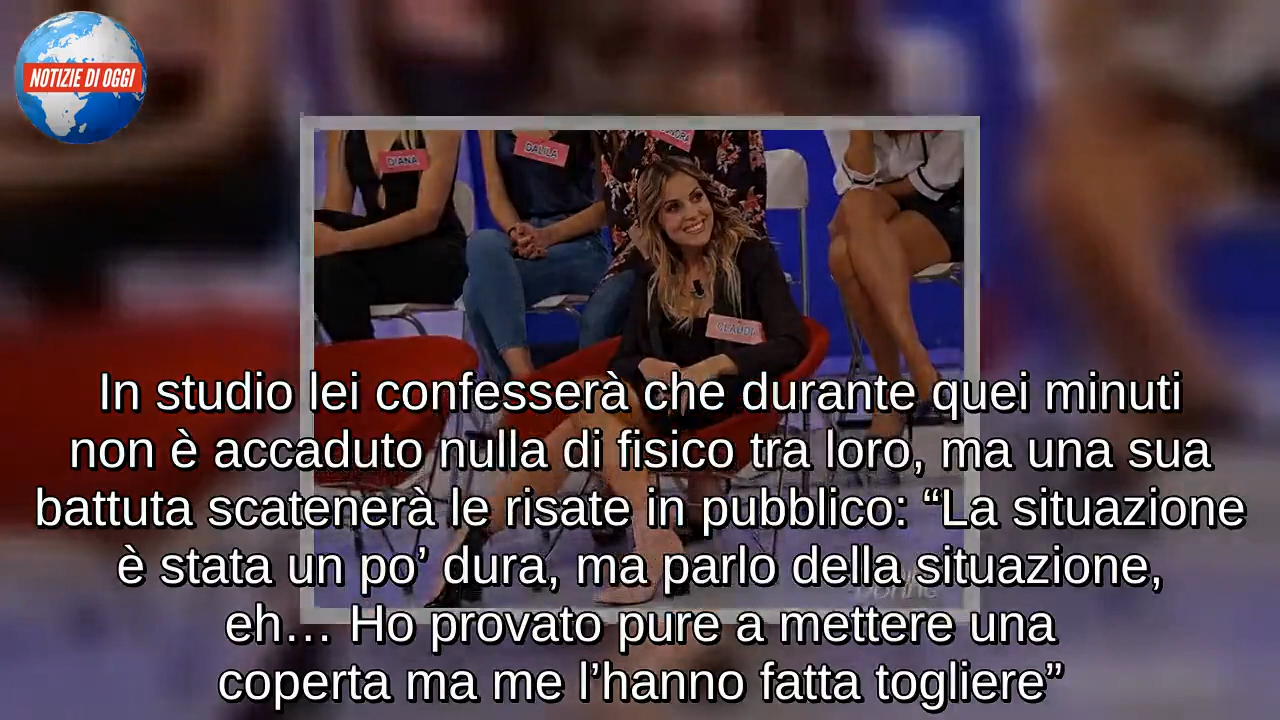 NOTIZIE DI OGGI
DIANA
DALILA
CLAUDIA
In studio lei confesserà che durante quei minuti
non è accaduto nulla di fisico tra loro, ma una sua
battuta scatenerà le risate in pubblico: “La situazione
è stata un po’ dura, ma parlo della situazione,
eh… Ho provato pure a mettere una
coperta ma me l’hanno fatta togliere”